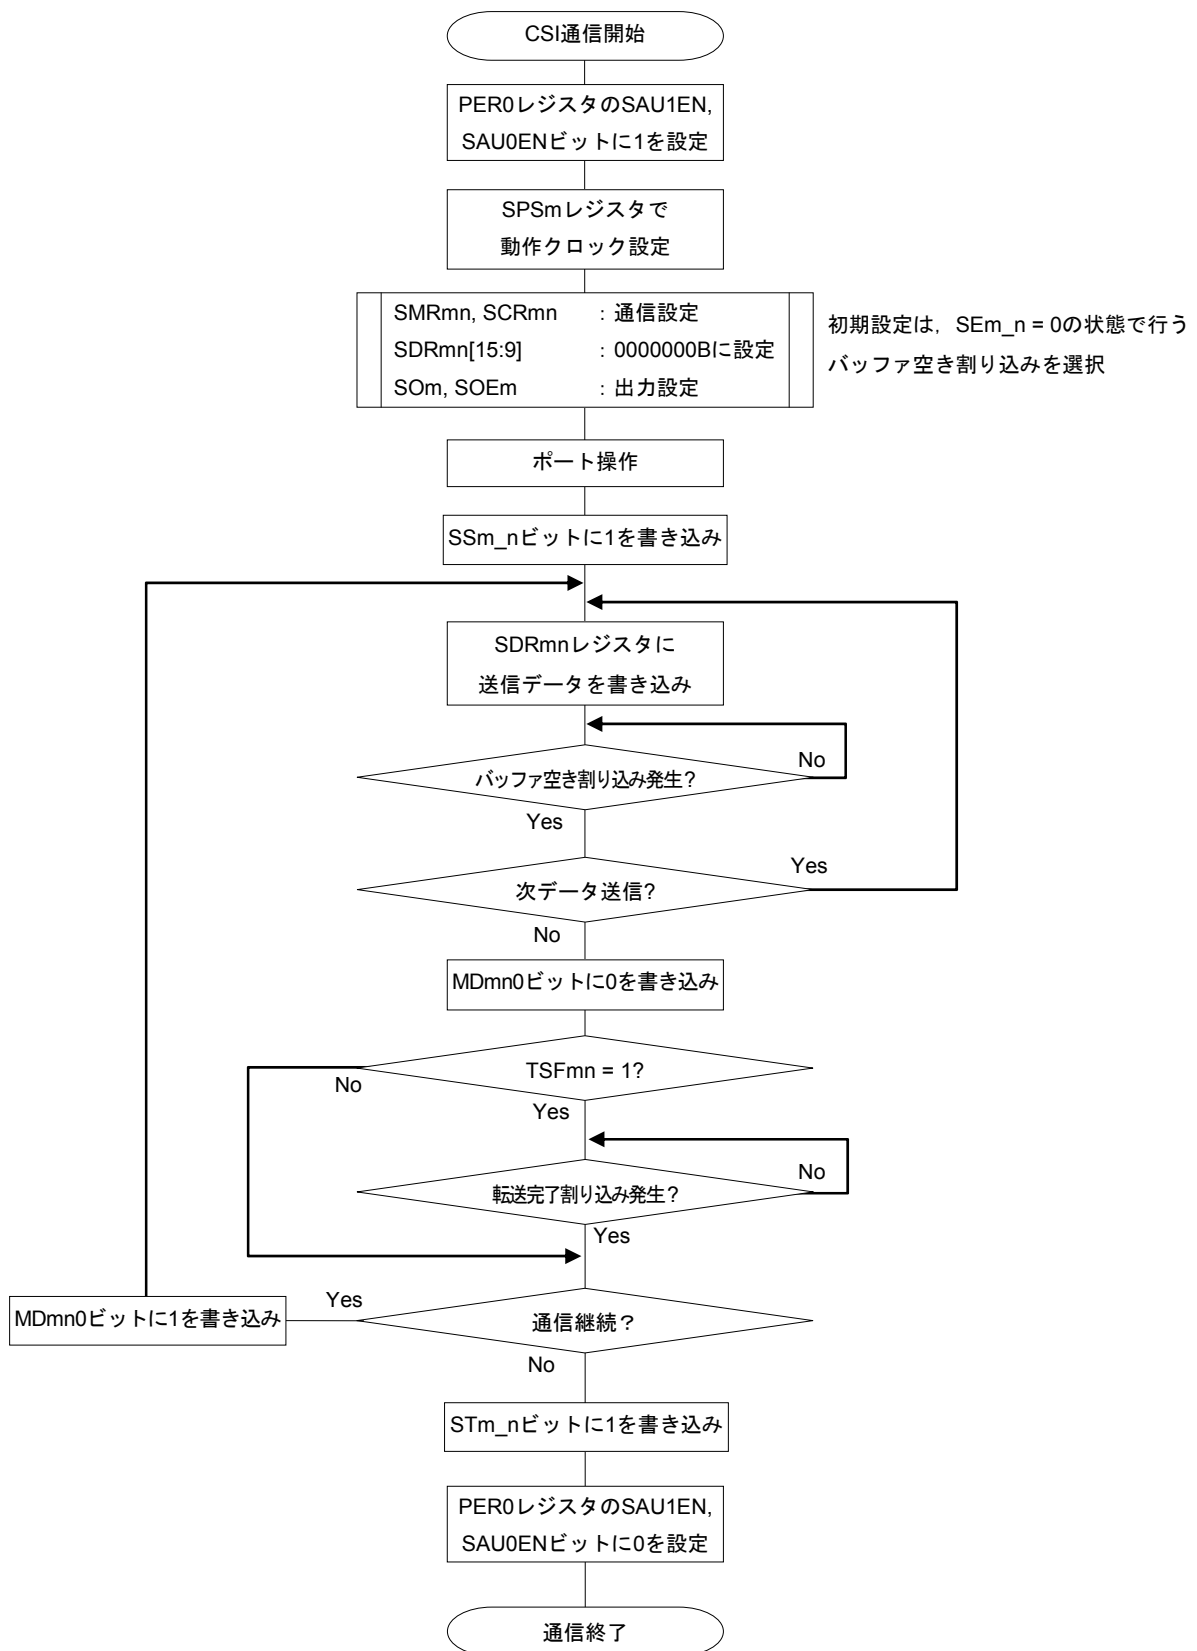 CSI通信開始
PER0レジスタのSAU1EN,
SAU0ENビットに1を設定
SPSmレジスタで
動作クロック設定
SMRmn, SCRmn : 通信設定
SDRmn[15:9] : 0000000Bに設定
SOm, SOEm : 出力設定
初期設定は，SEm_n = 0の状態で行う
バッファ空き割り込みを選択
ポート操作
SSm_nビットに1を書き込み
SDRmnレジスタに
送信データを書き込み
No
バッファ空き割り込み発生？
Yes
Yes
次データ送信?
No
MDmn0ビットに0を書き込み
TSFmn = 1?
No
Yes
No
転送完了割り込み発生？
Yes
MDmn0ビットに1を書き込み
Yes
通信継続？
No
STm_nビットに1を書き込み
PER0レジスタのSAU1EN,
SAU0ENビットに0を設定
通信終了